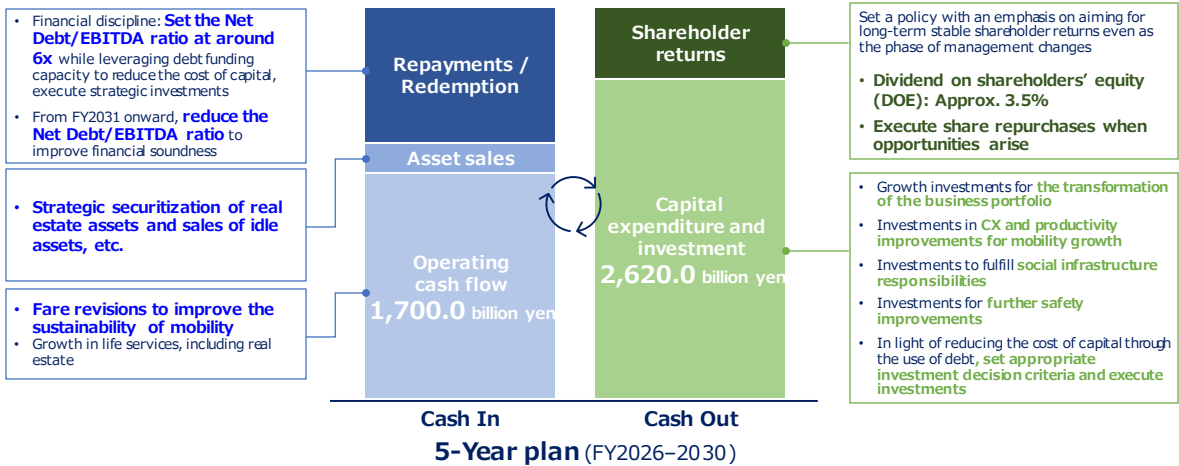 • Financial discipline: Set the Net
Debt/EBITDA ratio at around
6x while leveraging debt funding
capacity to reduce the cost of capital,
execute strategic investments
• From FY2031 onward, reduce the
Net Debt/EBITDA ratio to
improve financial soundness
• Strategic securitization of real
estate assets and sales of idle
assets, etc.
• Fare revisions to improve the
sustainability of mobility
• Growth in life services, including real
estate
Repayments /
Redemption
Asset sales
Operating
cash flow
1,700.0 billion yen
Shareholder
returns
Capital
expenditure and
investment
2,620.0 billion yen
Set a policy with an emphasis on aiming for
long-term stable shareholder returns even as
the phase of management changes
• Dividend on shareholders’ equity
(DOE): Approx. 3.5%
• Execute share repurchases when
opportunities arise
• Growth investments for the transformation
of the business portfolio
• Investments in CX and productivity
improvements for mobility growth
• Investments to fulfill social infrastructure
responsibilities
• Investments for further safety
improvements
• In light of reducing the cost of capital through
the use of debt, set appropriate
investment decision criteria and execute
investments
Cash In
Cash Out
5-Year plan (FY2026–2030)